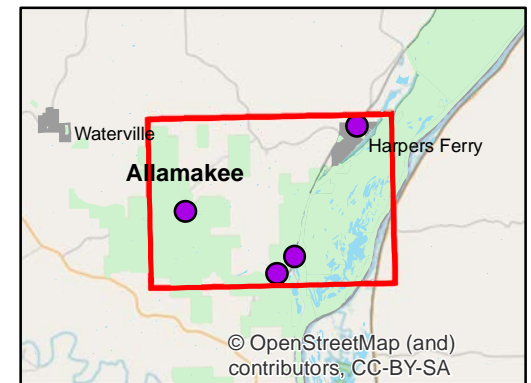 Waterville
Harpers Ferry
Allamakee
© OpenStreetMap (and)
contributors, CC-BY-SA